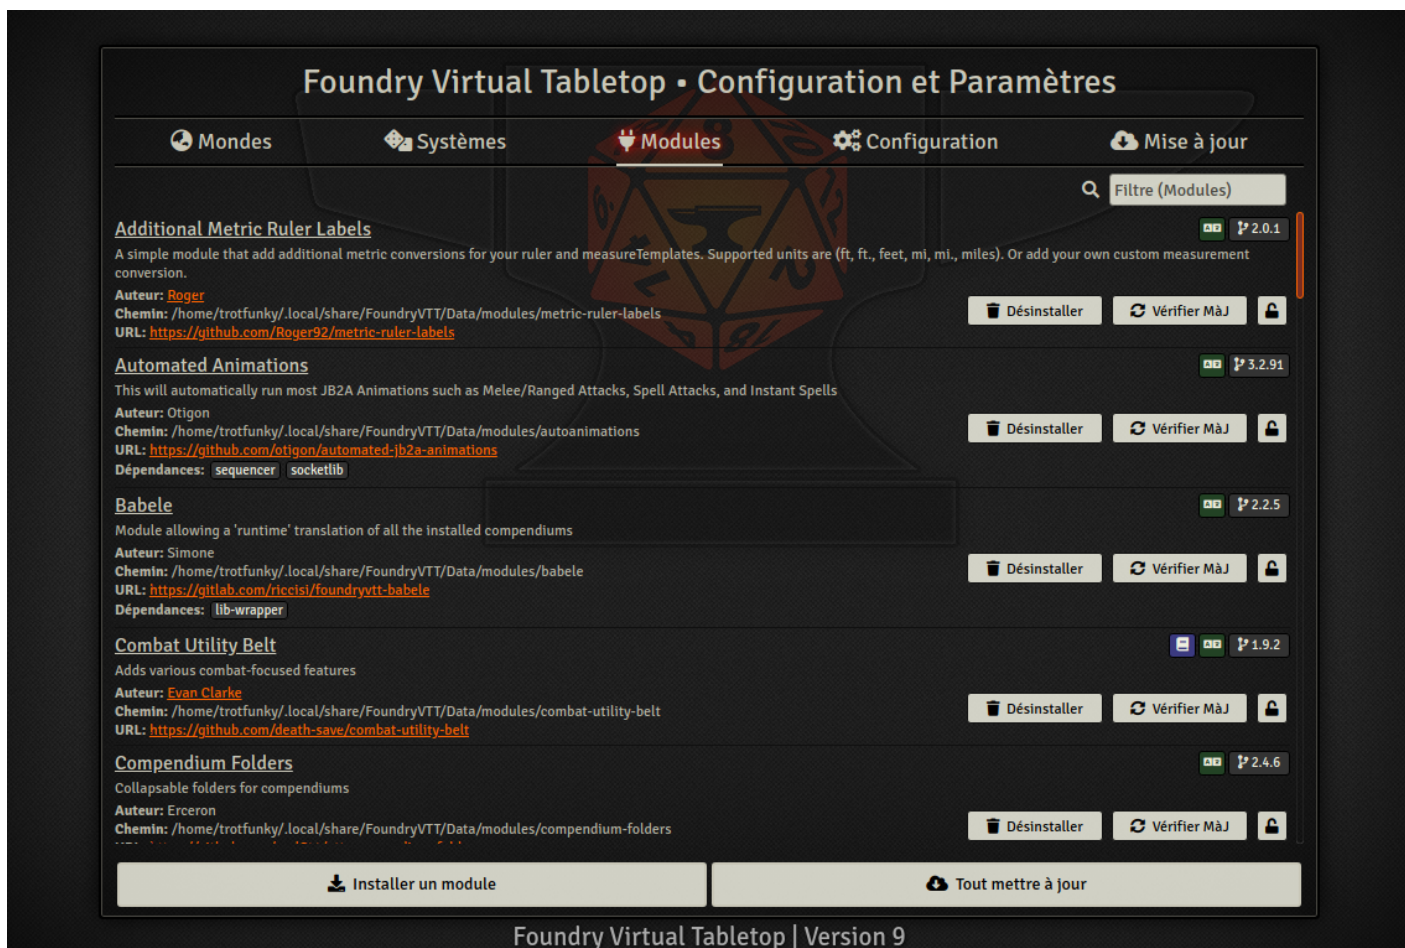 Foundry Virtual Tabletop • Configuration et Paramètres
Mondes Systèmes Modules Configuration Mise à jour
Filtre (Modules)
Additional Metric Ruler Labels 2.0.1
A simple module that add additional metric conversions for your ruler and measureTemplates. Supported units are (ft, ft., feet, mi, mi., miles). Or add your own custom measurement
conversion.
Auteur: Roger
Chemin: /home/trotfunky/.local/share/FoundryVTT/Data/modules/metric-ruler-labels
Désinstaller Vérifier MàJ
URL: https://github.com/Roger92/metric-ruler-labels
Automated Animations 3.2.91
This will automatically run most JB2A Animations such as Melee/Ranged Attacks, Spell Attacks, and Instant Spells
Auteur: Otigon
Chemin: /home/trotfunky/.local/share/FoundryVTT/Data/modules/autoanimations
Désinstaller Vérifier MàJ
URL: https://github.com/otigon/automated-jb2a-animations
Dépendances: sequencer socketlib
Babele 2.2.5
Module allowing a 'runtime' translation of all the installed compendiums
Auteur: Simone
Chemin: /home/trotfunky/.local/share/FoundryVTT/Data/modules/babele
Désinstaller Vérifier MàJ
URL: https://gitlab.com/riccisi/foundryvtt-babele
Dépendances: lib-wrapper
Combat Utility Belt 1.9.2
Adds various combat-focused features
Auteur: Evan Clarke
Chemin: /home/trotfunky/.local/share/FoundryVTT/Data/modules/combat-utility-belt
Désinstaller Vérifier MàJ
URL: https://github.com/death-save/combat-utility-belt
Compendium Folders 2.4.6
Collapsable folders for compendiums
Auteur: Erceron
Chemin: /home/trotfunky/.local/share/FoundryVTT/Data/modules/compendium-folders
Désinstaller Vérifier MàJ
Installer un module Tout mettre à jour
Foundry Virtual Tabletop | Version 9